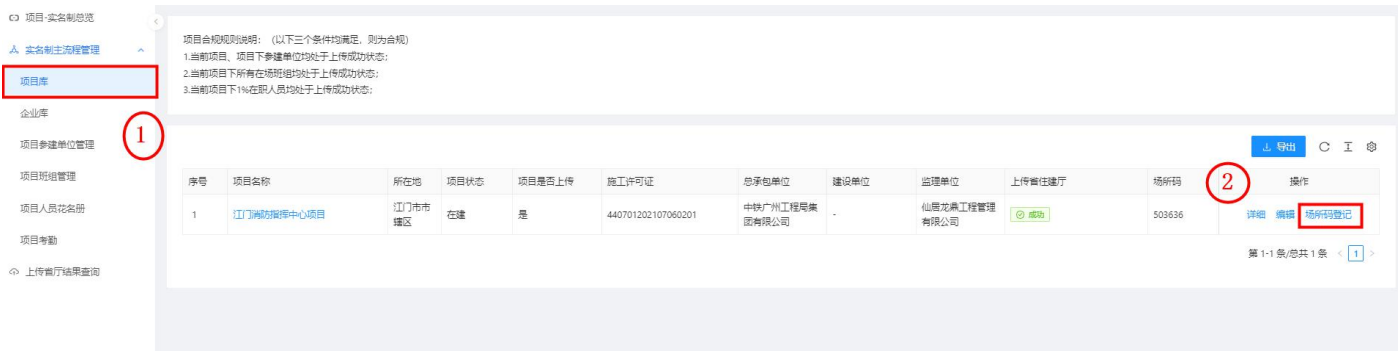 项目-实名制总览
实名制主流程管理
项目库
企业库
项目参建单位管理
项目班组管理
项目人员花名册
项目考勤
上传省厅结果查询
1
项目合规规则说明：（以下三个条件均满足，则为合规）
1.当前项目、项目下参建单位均处于上传成功状态；
2.当前项目下所有在场班组均处于上传成功状态；
3.当前项目下1%在职人员均处于上传成功状态；
导出
2
序号 项目名称 所在地 项目状态 项目是否上传 施工许可证 总承包单位 建设单位 监理单位 上传省住建厅 场所码 操作
1 江门消防指挥中心项目 江门市市辖区 在建 是 440701202107060201 中铁广州工程局集团有限公司 - 仙居龙鼎工程管理有限公司 成功 503636 详细 编辑 场所码登记
第 1-1 条/总共 1 条 < 1 >